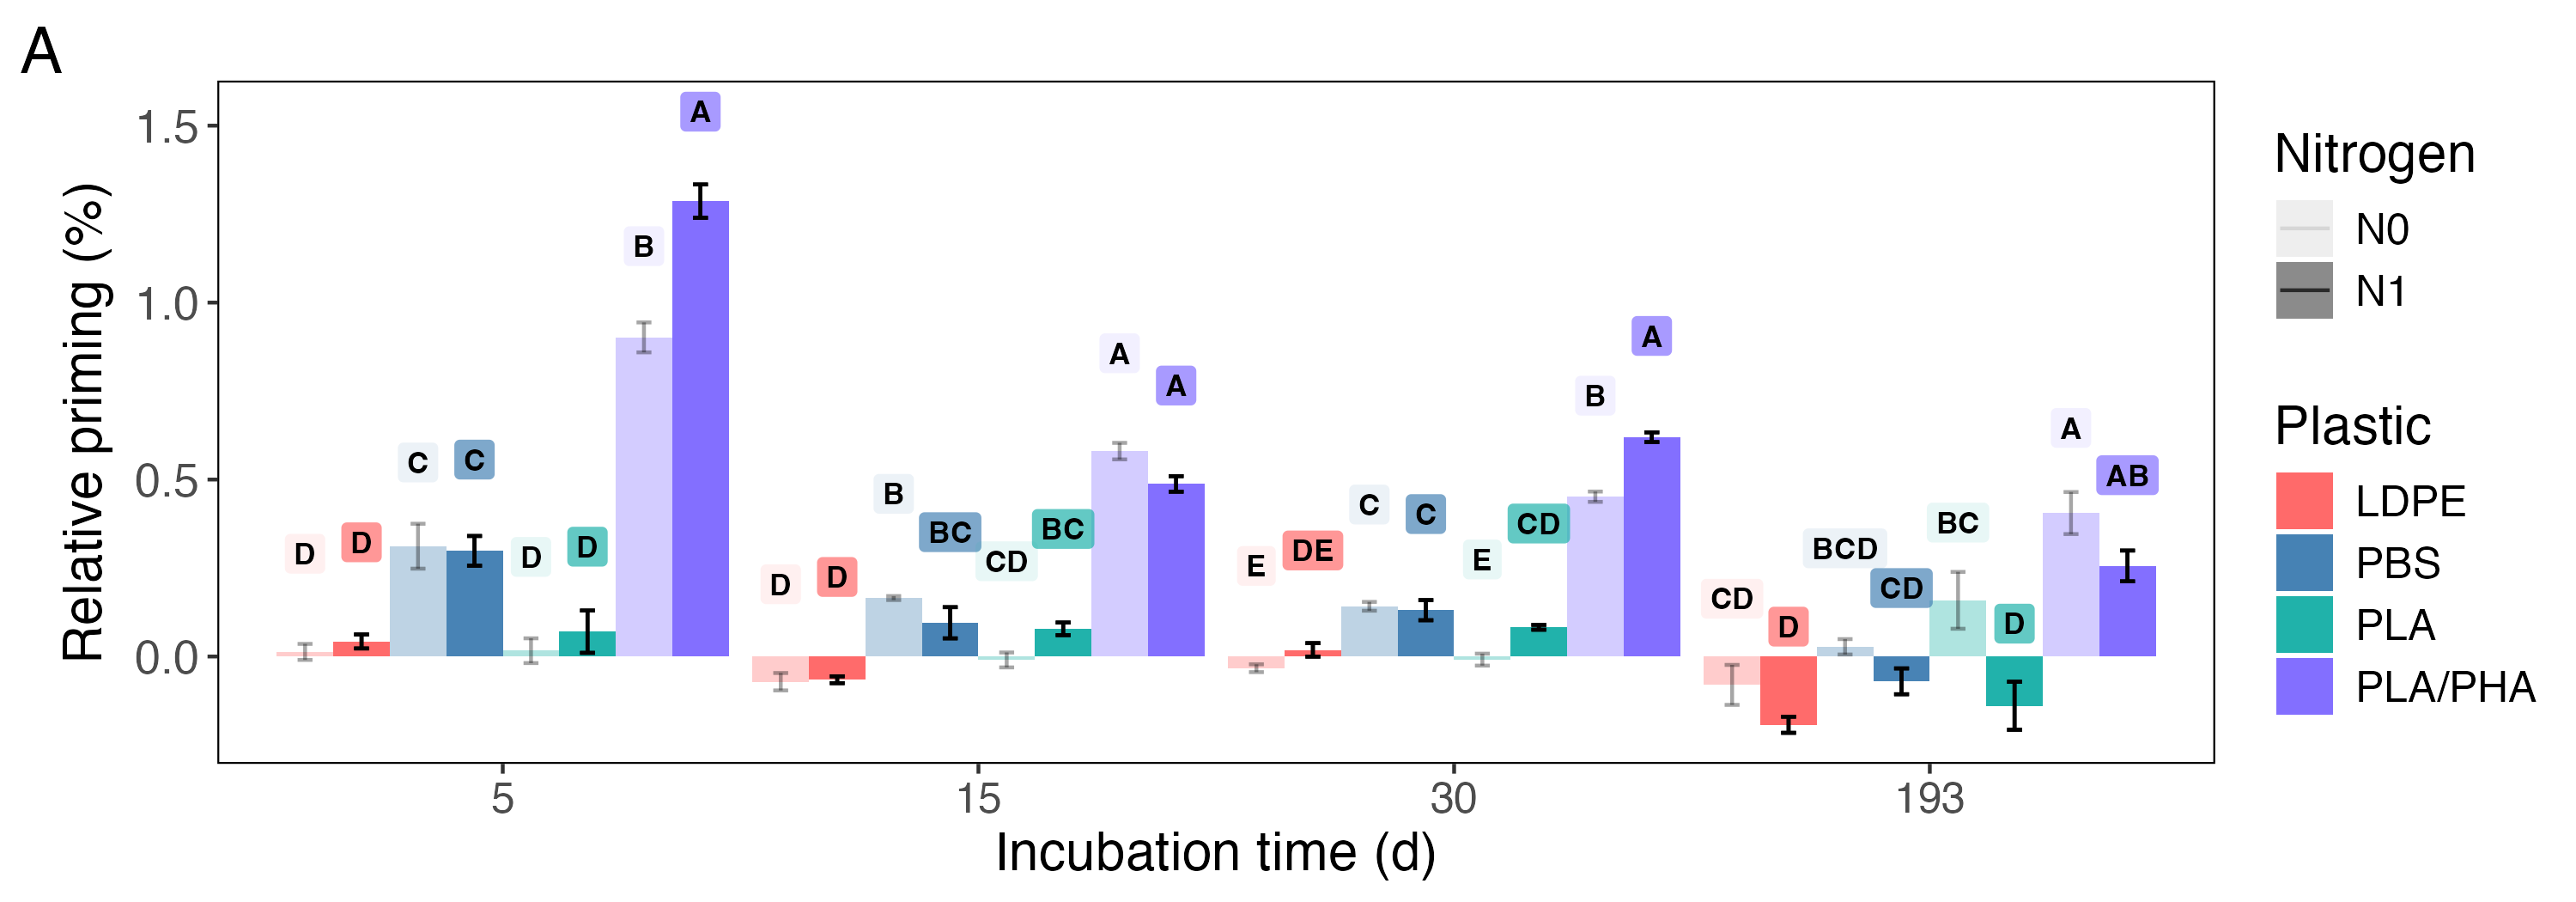 A
Relative priming (%)
1.5
1.0
0.5
0.0
D D C C D D B A
D D B BC CD BC A A
E DE C C E CD B A
CD D BCD CD BC D A AB
5 15 30 193
Incubation time (d)
Nitrogen
N0
N1
Plastic
LDPE
PBS
PLA
PLA/PHA